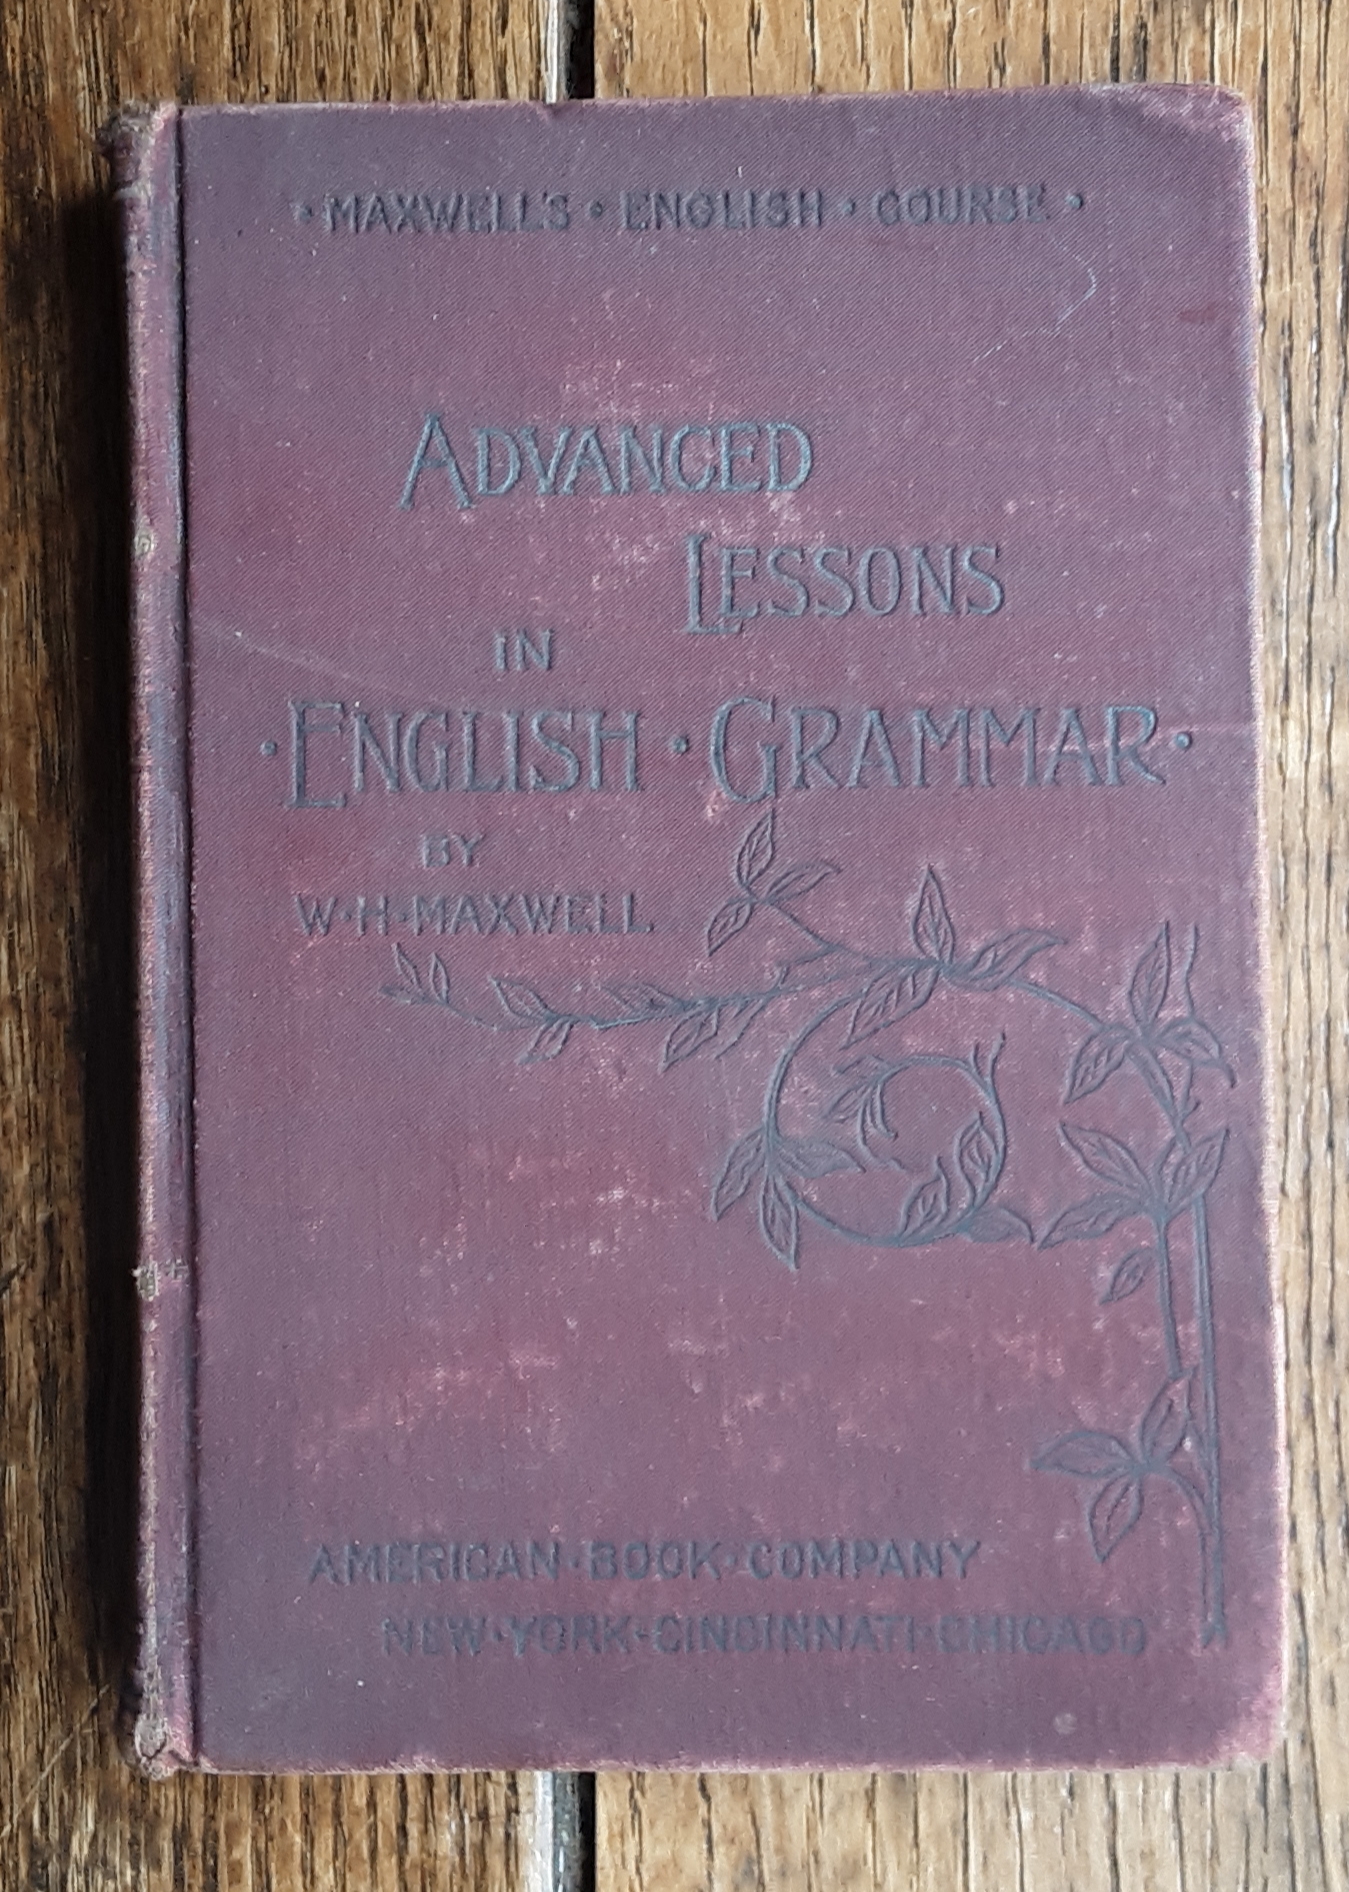 · MAXWELL'S · ENGLISH · COURSE ·
ADVANCED
LESSONS
IN
· ENGLISH · GRAMMAR ·
BY
W · H · MAXWELL
AMERICAN · BOOK · COMPANY
NEW · YORK · CINCINNATI · CHICAGO